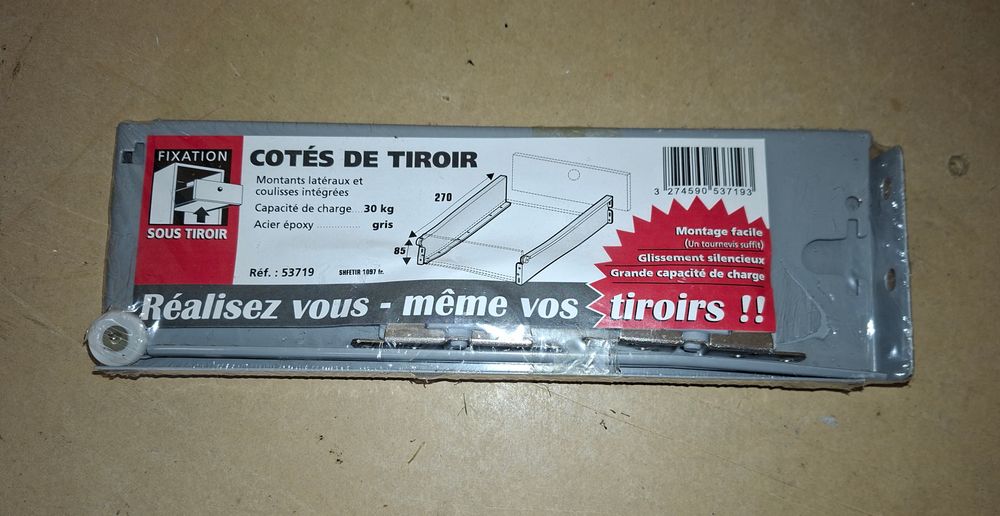 FIXATION
SOUS TIROIR
COTÉS DE TIROIR
Montants latéraux et
coulisses intégrées
Capacité de charge.... 30 kg
Acier époxy .................. gris
Réf. : 53719
SHFETIR 1097 fr.
270
85
3 274590 537193
Montage facile
(Un tournevis suffit)
Glissement silencieux
Grande capacité de charge
Réalisez vous - même vos tiroirs !!